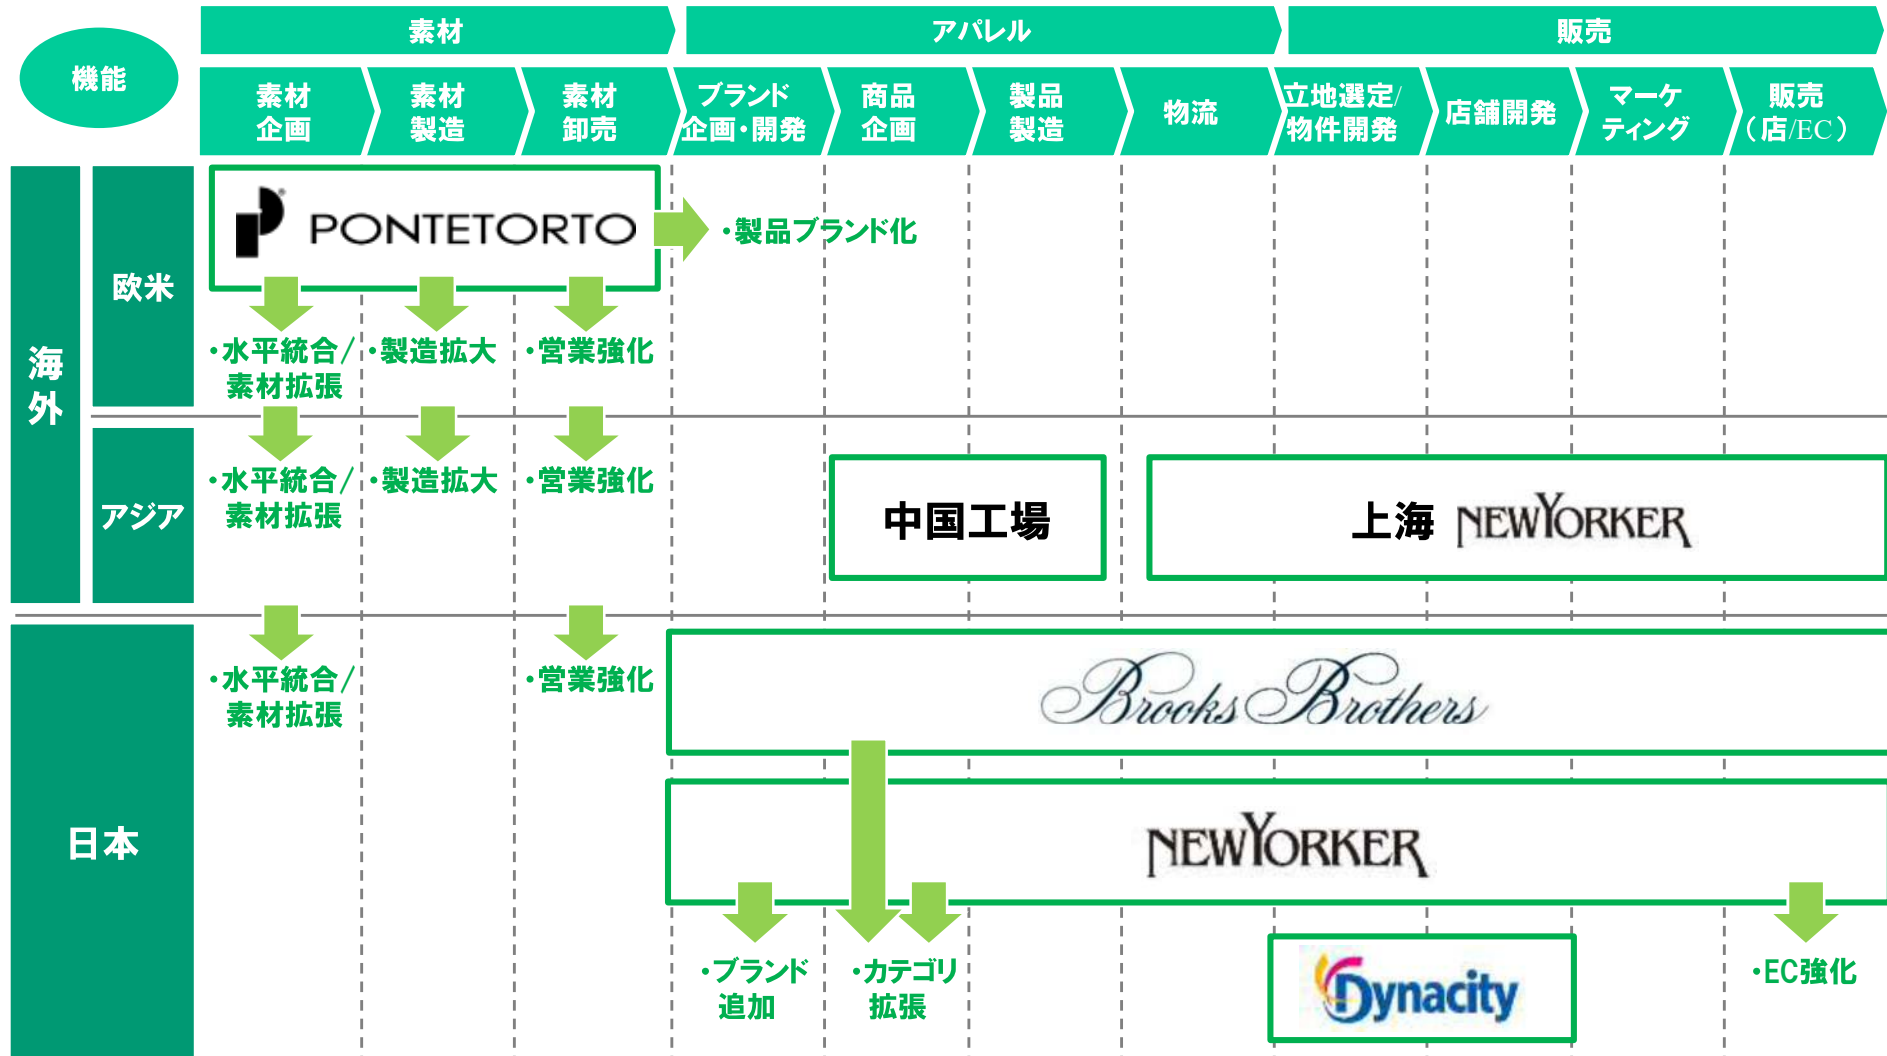 素材
アパレル
販売
機能
素材
企画
素材
製造
素材
卸売
ブランド
企画・開発
商品
企画
製品
製造
物流
立地選定/
物件開発
店舗開発
マーケ
ティング
販売
（店/EC）
海
外
欧米
PONTETORTO
・製品ブランド化
・水平統合/
素材拡張
・製造拡大
・営業強化
アジア
・水平統合/
素材拡張
・製造拡大
・営業強化
中国工場
上海 NEWYORKER
日本
・水平統合/
素材拡張
・営業強化
Brooks Brothers
NEWYORKER
・ブランド
追加
・カテゴリ
拡張
Dynacity
・EC強化